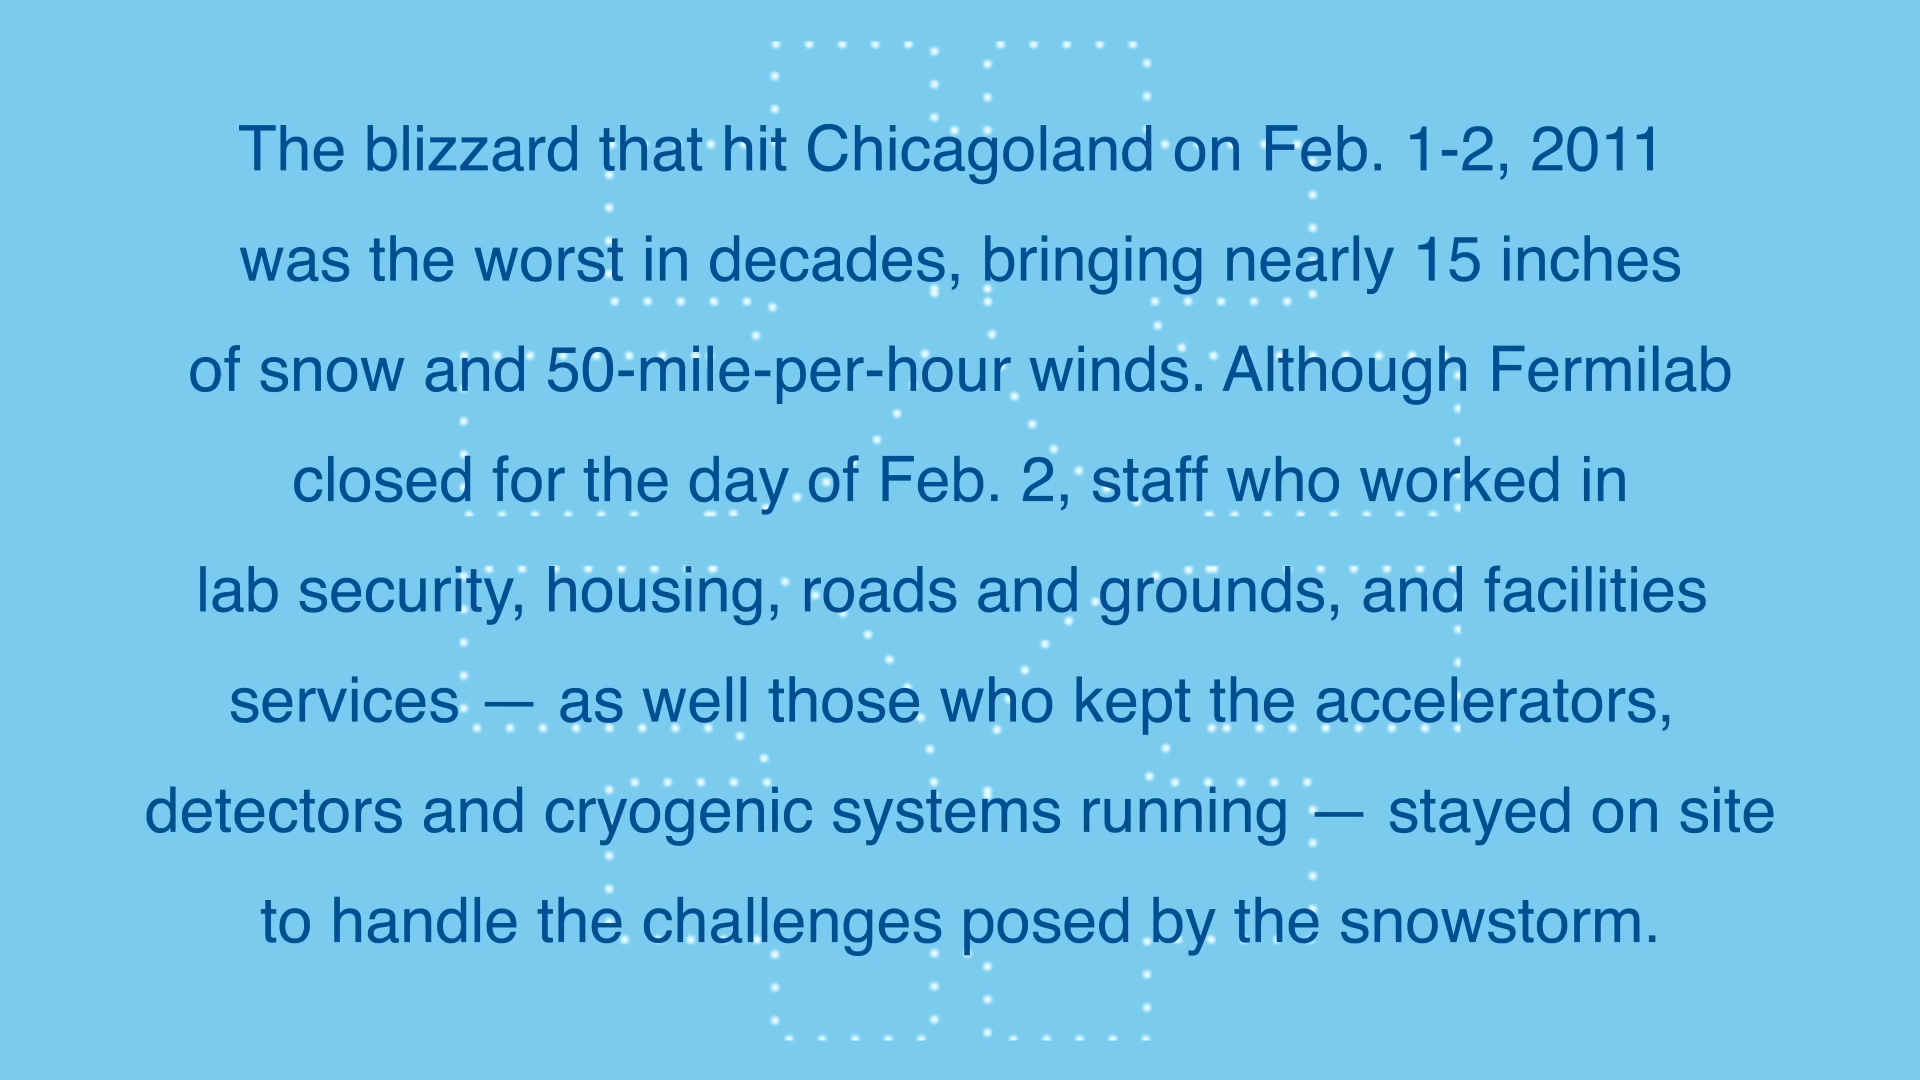 The blizzard that hit Chicagoland on Feb. 1-2, 2011
was the worst in decades, bringing nearly 15 inches
of snow and 50-mile-per-hour winds. Although Fermilab
closed for the day of Feb. 2, staff who worked in
lab security, housing, roads and grounds, and facilities
services — as well those who kept the accelerators,
detectors and cryogenic systems running — stayed on site
to handle the challenges posed by the snowstorm.